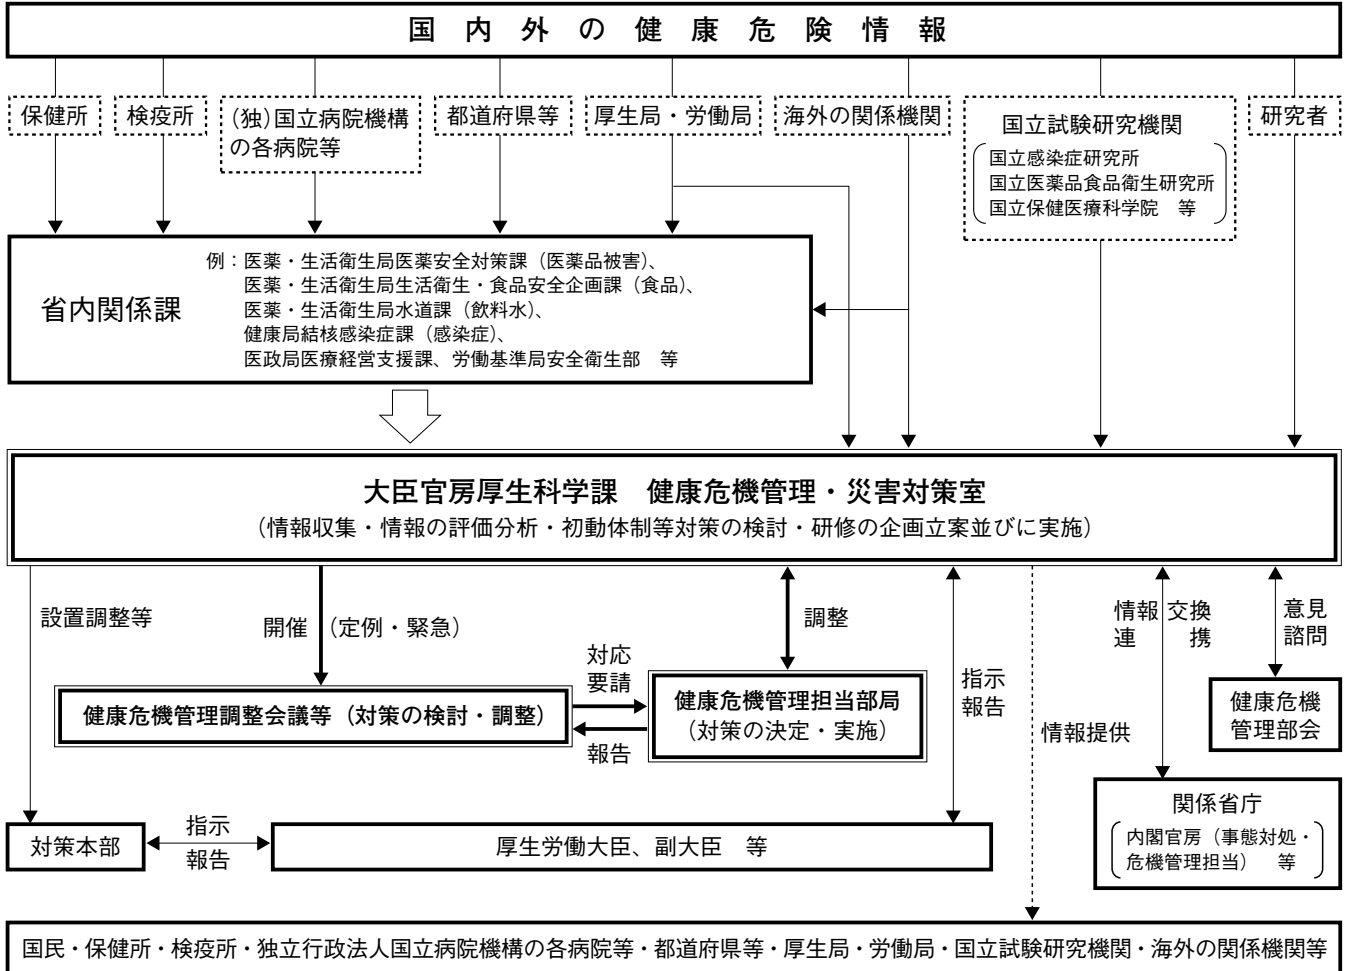 国内外の健康危険情報
保健所
検疫所
(独)国立病院機構
の各病院等
都道府県等
厚生局・労働局
海外の関係機関
国立試験研究機関
国立感染症研究所
国立医薬品食品衛生研究所
国立保健医療科学院　等
研究者
省内関係課
例：医薬・生活衛生局医薬安全対策課（医薬品被害）、
医薬・生活衛生局生活衛生・食品安全企画課（食品）、
医薬・生活衛生局水道課（飲料水）、
健康局結核感染症課（感染症）、
医政局医療経営支援課、労働基準局安全衛生部　等
大臣官房厚生科学課　健康危機管理・災害対策室
（情報収集・情報の評価分析・初動体制等対策の検討・研修の企画立案並びに実施）
設置調整等
開催（定例・緊急）
調整
指示
報告
情報提供
情報交換
連携
意見
諮問
対応
要請
報告
健康危機管理調整会議等（対策の検討・調整）
健康危機管理担当部局
（対策の決定・実施）
健康危機
管理部会
関係省庁
内閣官房（事態対処・
危機管理担当）　等
対策本部
指示
報告
厚生労働大臣、副大臣　等
国民・保健所・検疫所・独立行政法人国立病院機構の各病院等・都道府県等・厚生局・労働局・国立試験研究機関・海外の関係機関等